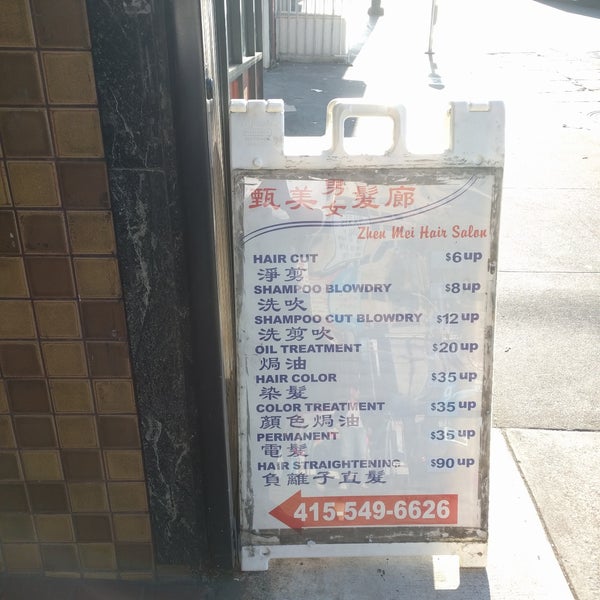 甄美男女髮廊
Zhen Mei Hair Salon
HAIR CUT $6 up
淨剪
SHAMPOO BLOWDRY $8 up
洗吹
SHAMPOO CUT BLOWDRY $12 up
洗剪吹
OIL TREATMENT $20 up
焗油
HAIR COLOR $35 up
染髮
COLOR TREATMENT $35 up
顏色焗油
PERMANENT $35 up
電髮
HAIR STRAIGHTENING $90 up
負離子直髮
415-549-6626